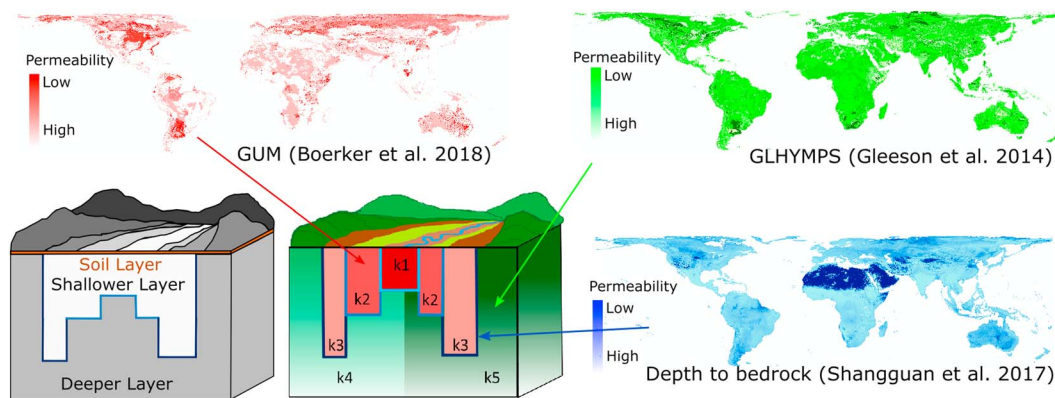 Permeability
Low
High
GUM (Boerker et al. 2018)
Permeability
Low
High
GLHYMPS (Gleeson et al. 2014)
Soil Layer
Shallower Layer
Deeper Layer
k1
k2
k2
k3
k3
k4
k5
Permeability
Low
High
Depth to bedrock (Shangguan et al. 2017)